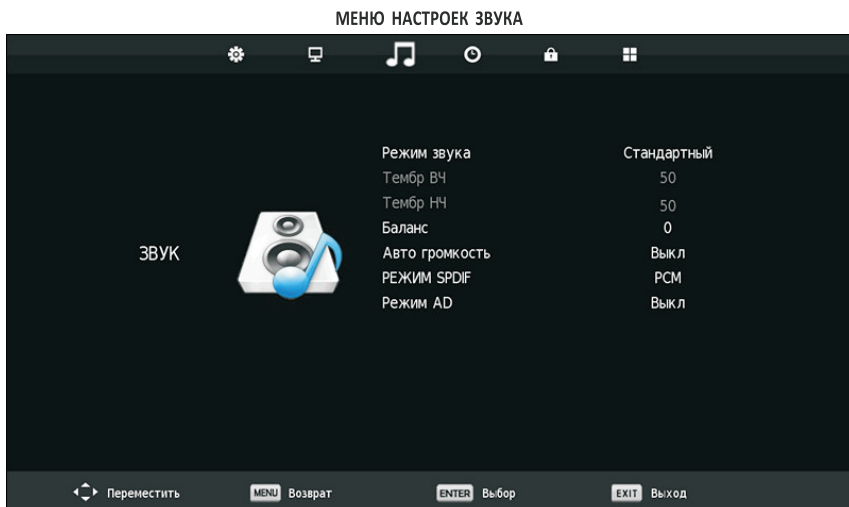 МЕНЮ НАСТРОЕК ЗВУКА
ЗВУК
Режим звука Стандартный
Тембр ВЧ 50
Тембр НЧ 50
Баланс 0
Авто громкость Выкл
РЕЖИМ SPDIF PCM
Режим AD Выкл
Переместить MENU Возврат ENTER Выбор EXIT Выход